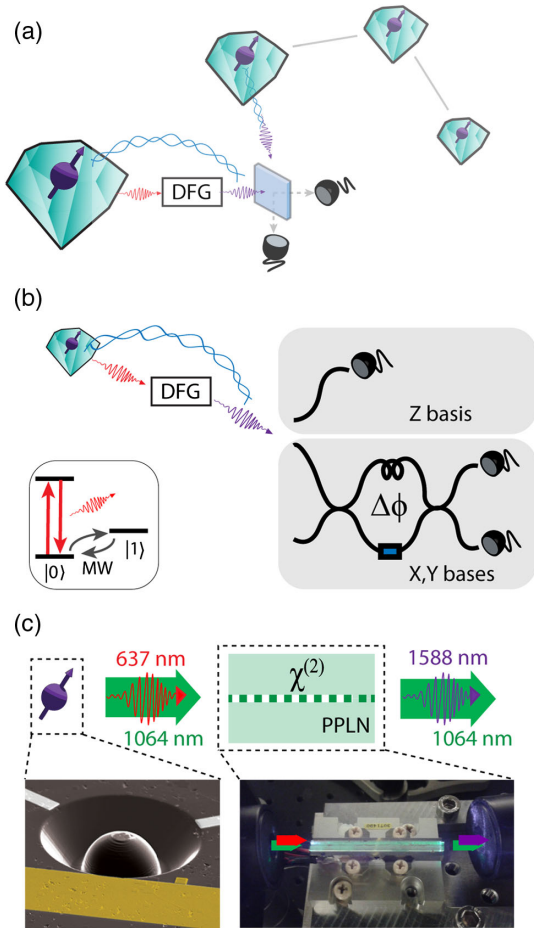 (a)
DFG
(b)
DFG
Z basis
Δϕ
X,Y bases
|0⟩
MW
|1⟩
(c)
637 nm
1064 nm
χ(2)
PPLN
1588 nm
1064 nm